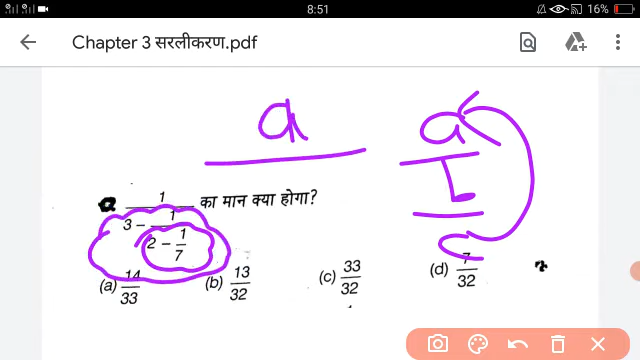 8:51
16%
Chapter 3 सरलीकरण.pdf
a a
b
c
Q. 1 का मान क्या होगा?
3 - 1
2 - 1
7
(a) 14/33 (b) 13/32 (c) 33/32 (d) 7/32